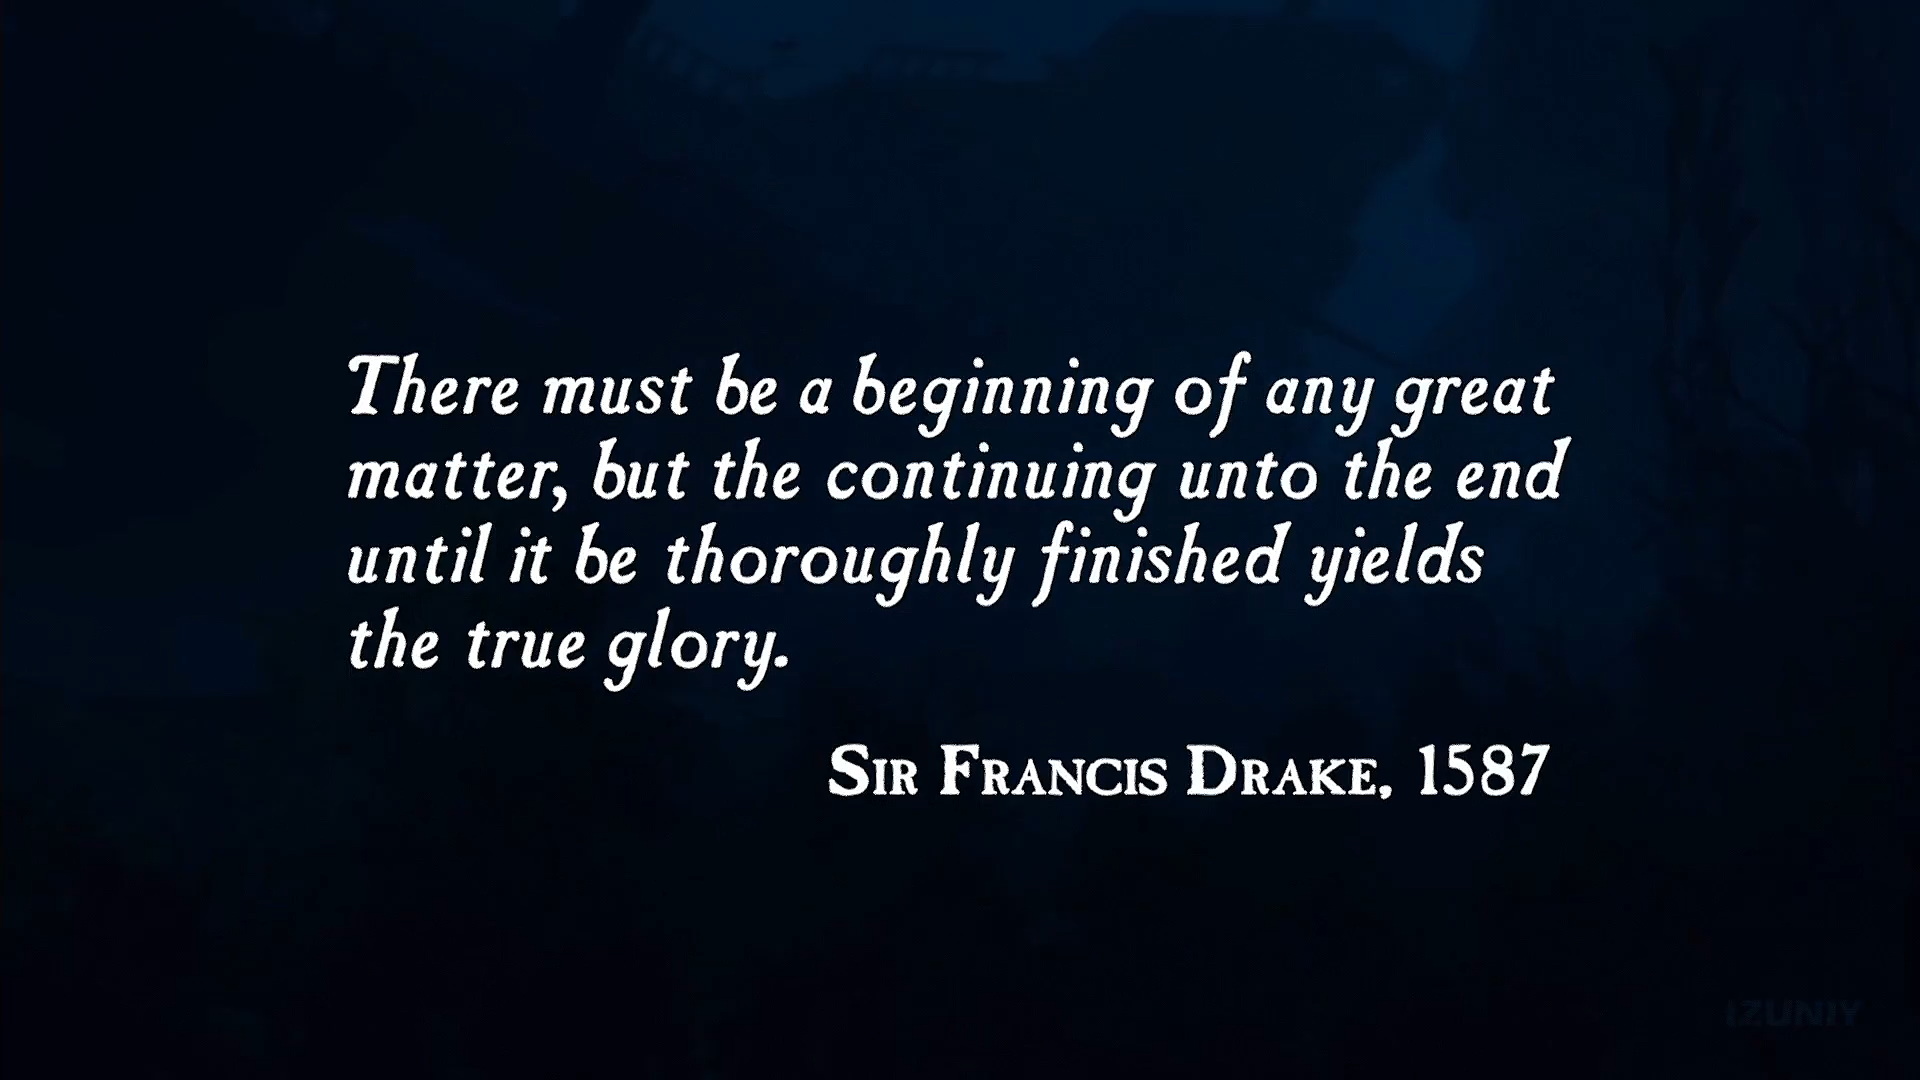 There must be a beginning of any great
matter, but the continuing unto the end
until it be thoroughly finished yields
the true glory.
Sir Francis Drake, 1587
IZUNIY